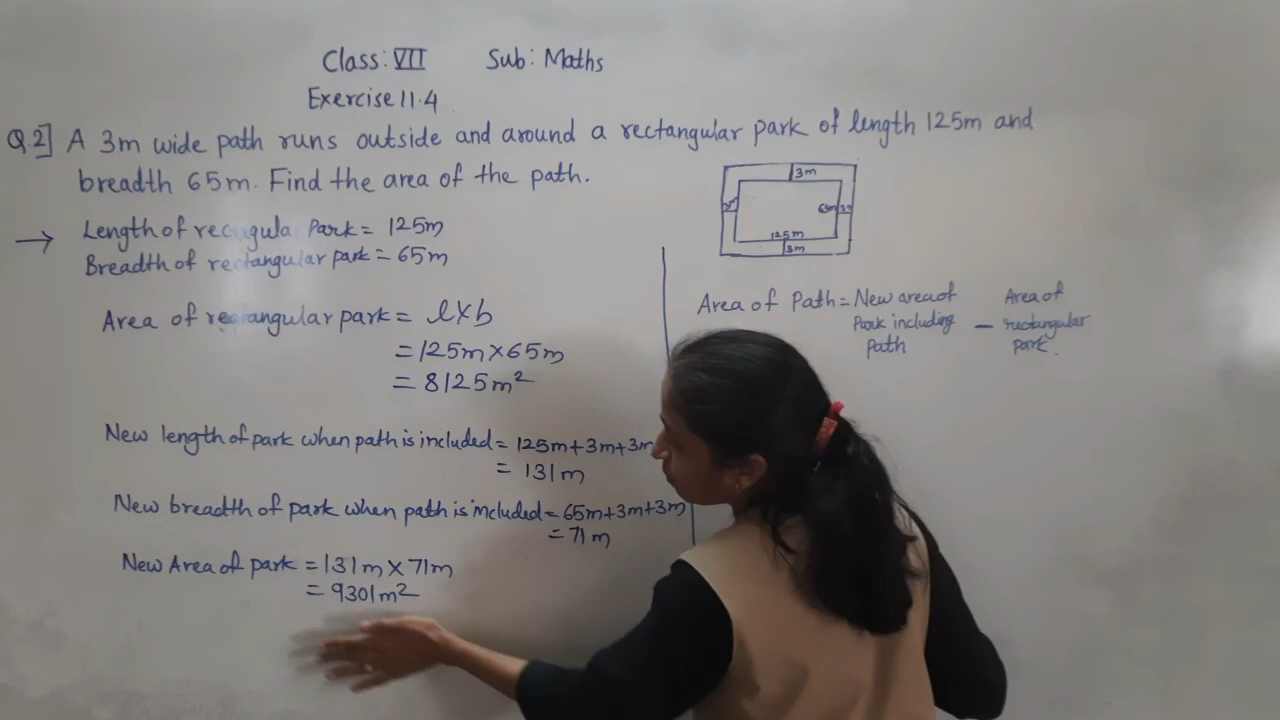 Class: VII Sub: Maths
Exercise 11.4
Q.2] A 3m wide path runs outside and around a rectangular park of length 125m and
breadth 65m. Find the area of the path.
3m
65m 3m
125m
3m
→ Length of rectangular Park = 125m
Breadth of rectangular park = 65m
Area of rectangular park = l×b
= 125m × 65m
= 8125m²
New length of park when path is included = 125m+3m+3m
= 131m
New breadth of park when path is included = 65m+3m+3m
= 71m
New Area of park = 131m × 71m
= 9301m²
Area of Path = New area of
Park including
Path
— Area of
rectangular
park.